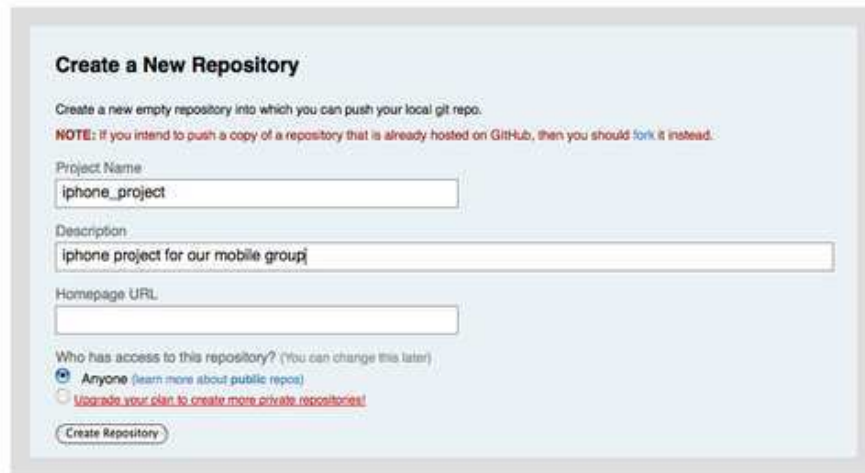 Create a New Repository
Create a new empty repository into which you can push your local git repo.
NOTE: If you intend to push a copy of a repository that is already hosted on GitHub, then you should fork it instead.
Project Name
iphone_project
Description
iphone project for our mobile group
Homepage URL
Who has access to this repository? (You can change this later)
Anyone (learn more about public repos)
Upgrade your plan to create more private repositories!
Create Repository